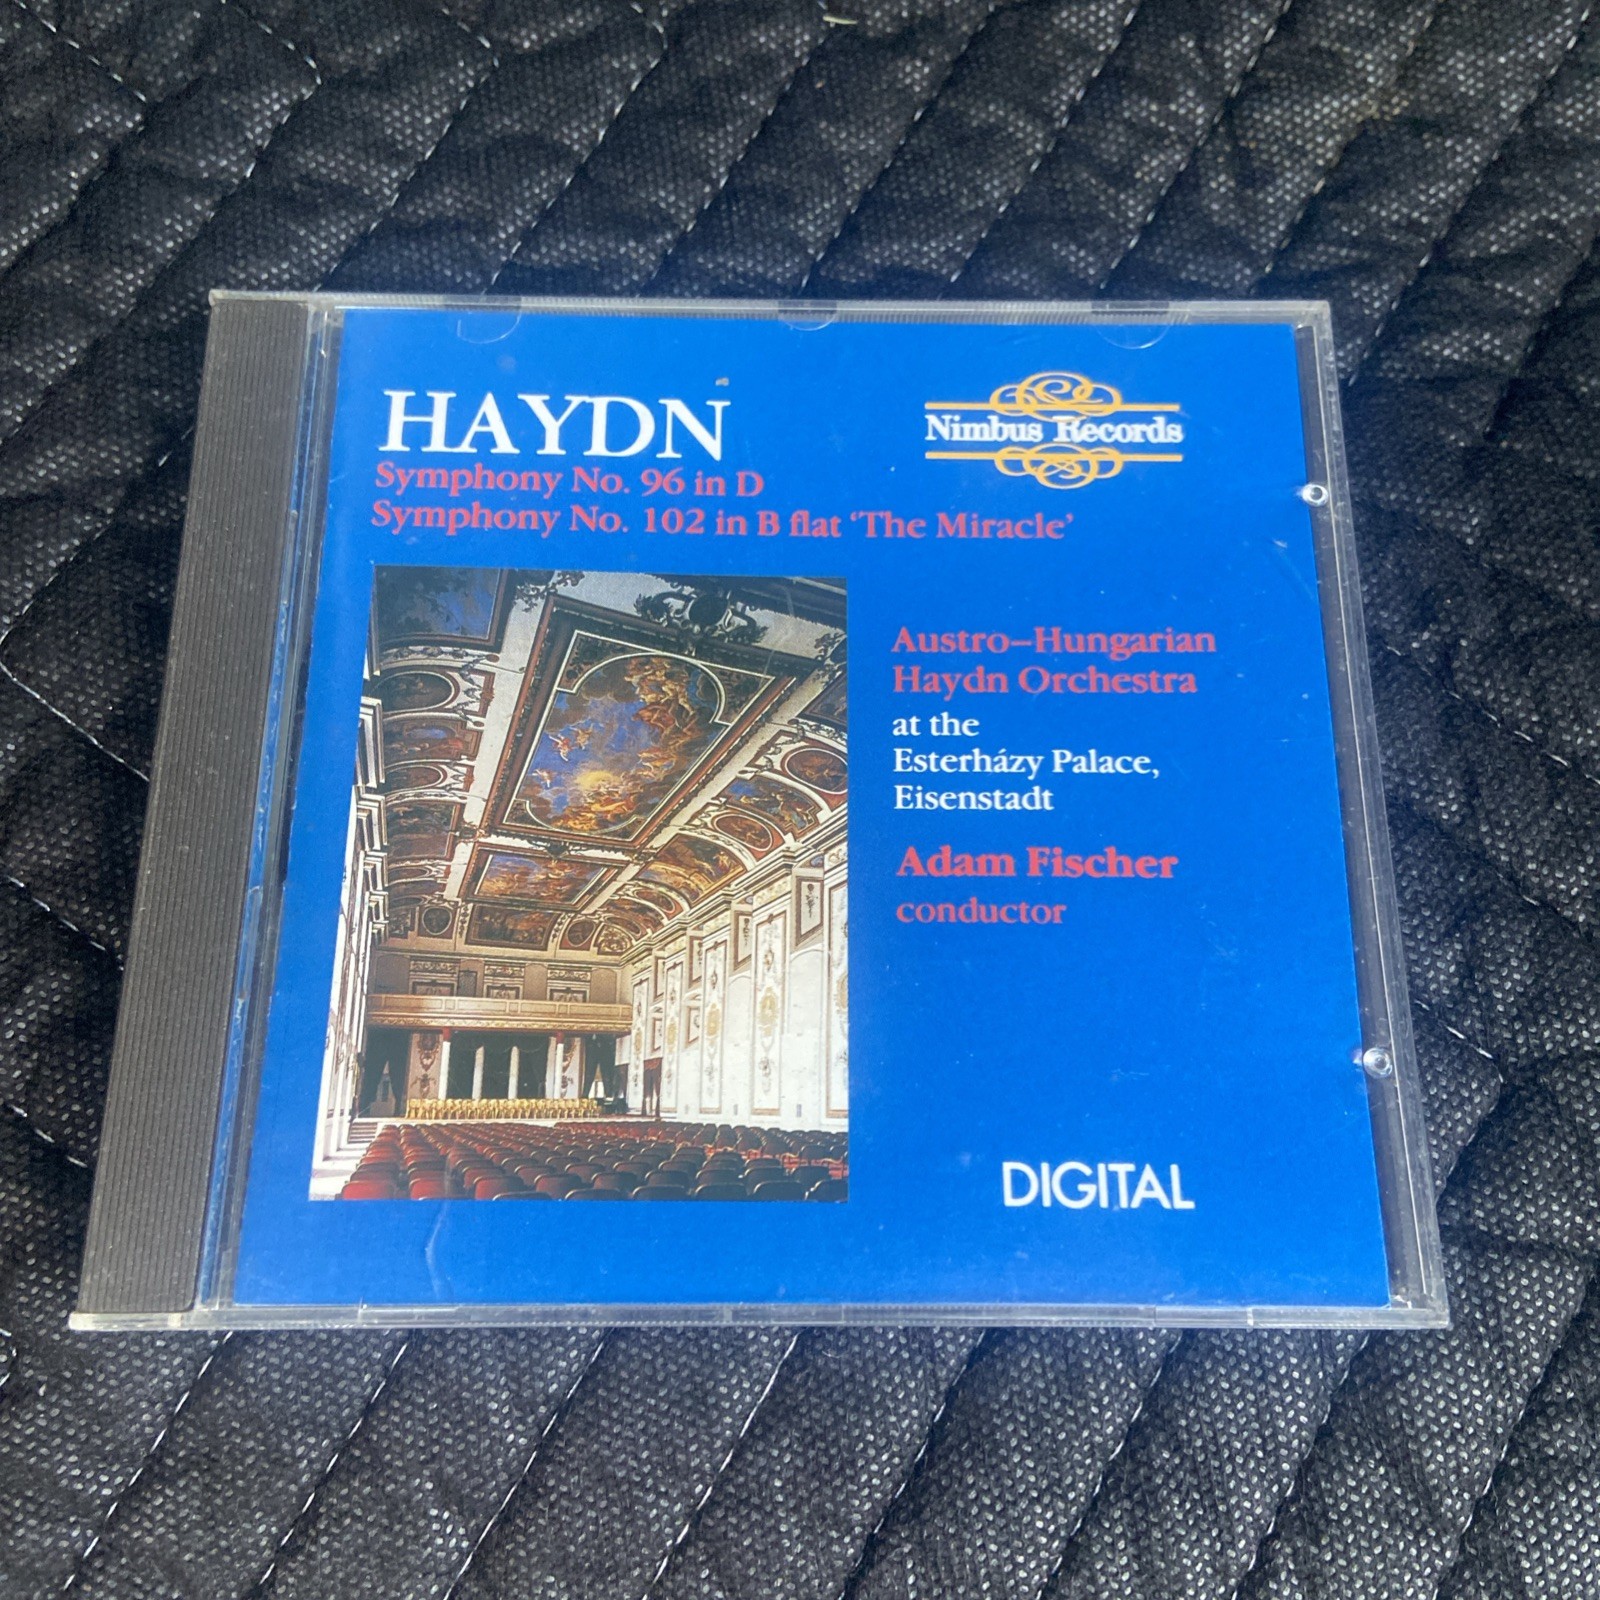 HAYDN
Symphony No. 96 in D
Symphony No. 102 in B flat ‘The Miracle’
Nimbus Records
Austro–Hungarian
Haydn Orchestra
at the
Esterházy Palace,
Eisenstadt
Adam Fischer
conductor
DIGITAL